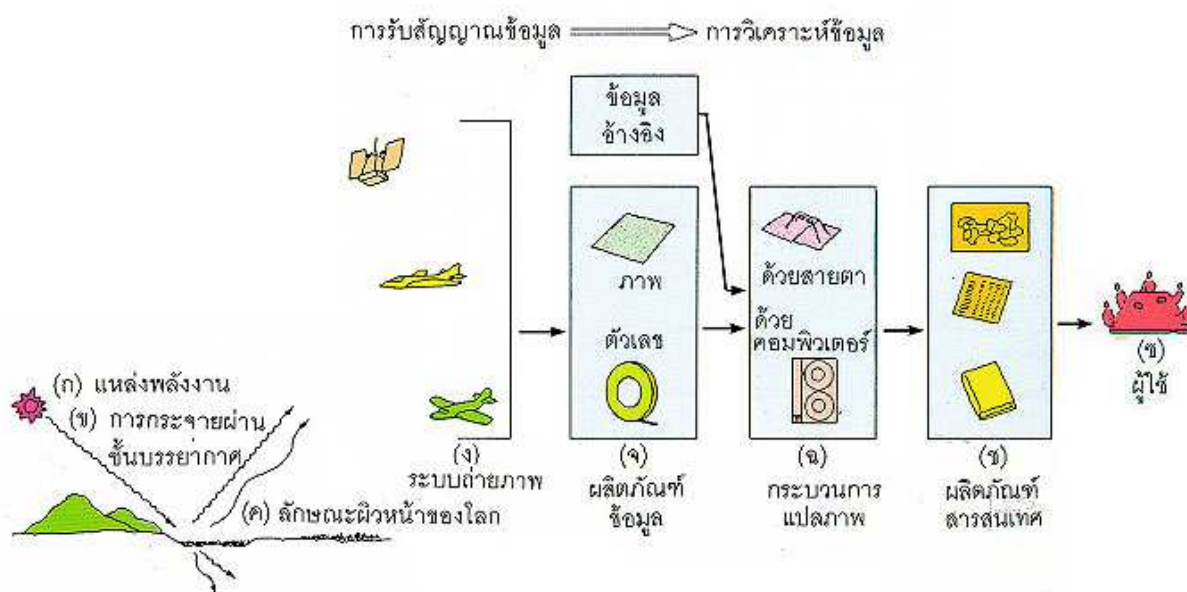 การรับสัญญาณข้อมูล
การวิเคราะห์ข้อมูล
ข้อมูล
อ้างอิง
ภาพ
ตัวเลข
ด้วยสายตา
ด้วย
คอมพิวเตอร์
(ก) แหล่งพลังงาน
(ข) การกระจายผ่าน
ชั้นบรรยากาศ
(ค) ลักษณะผิวหน้าของโลก
(ง)
ระบบถ่ายภาพ
(จ)
ผลิตภัณฑ์
ข้อมูล
(ฉ)
กระบวนการ
แปลภาพ
(ช)
ผลิตภัณฑ์
สารสนเทศ
(ซ)
ผู้ใช้